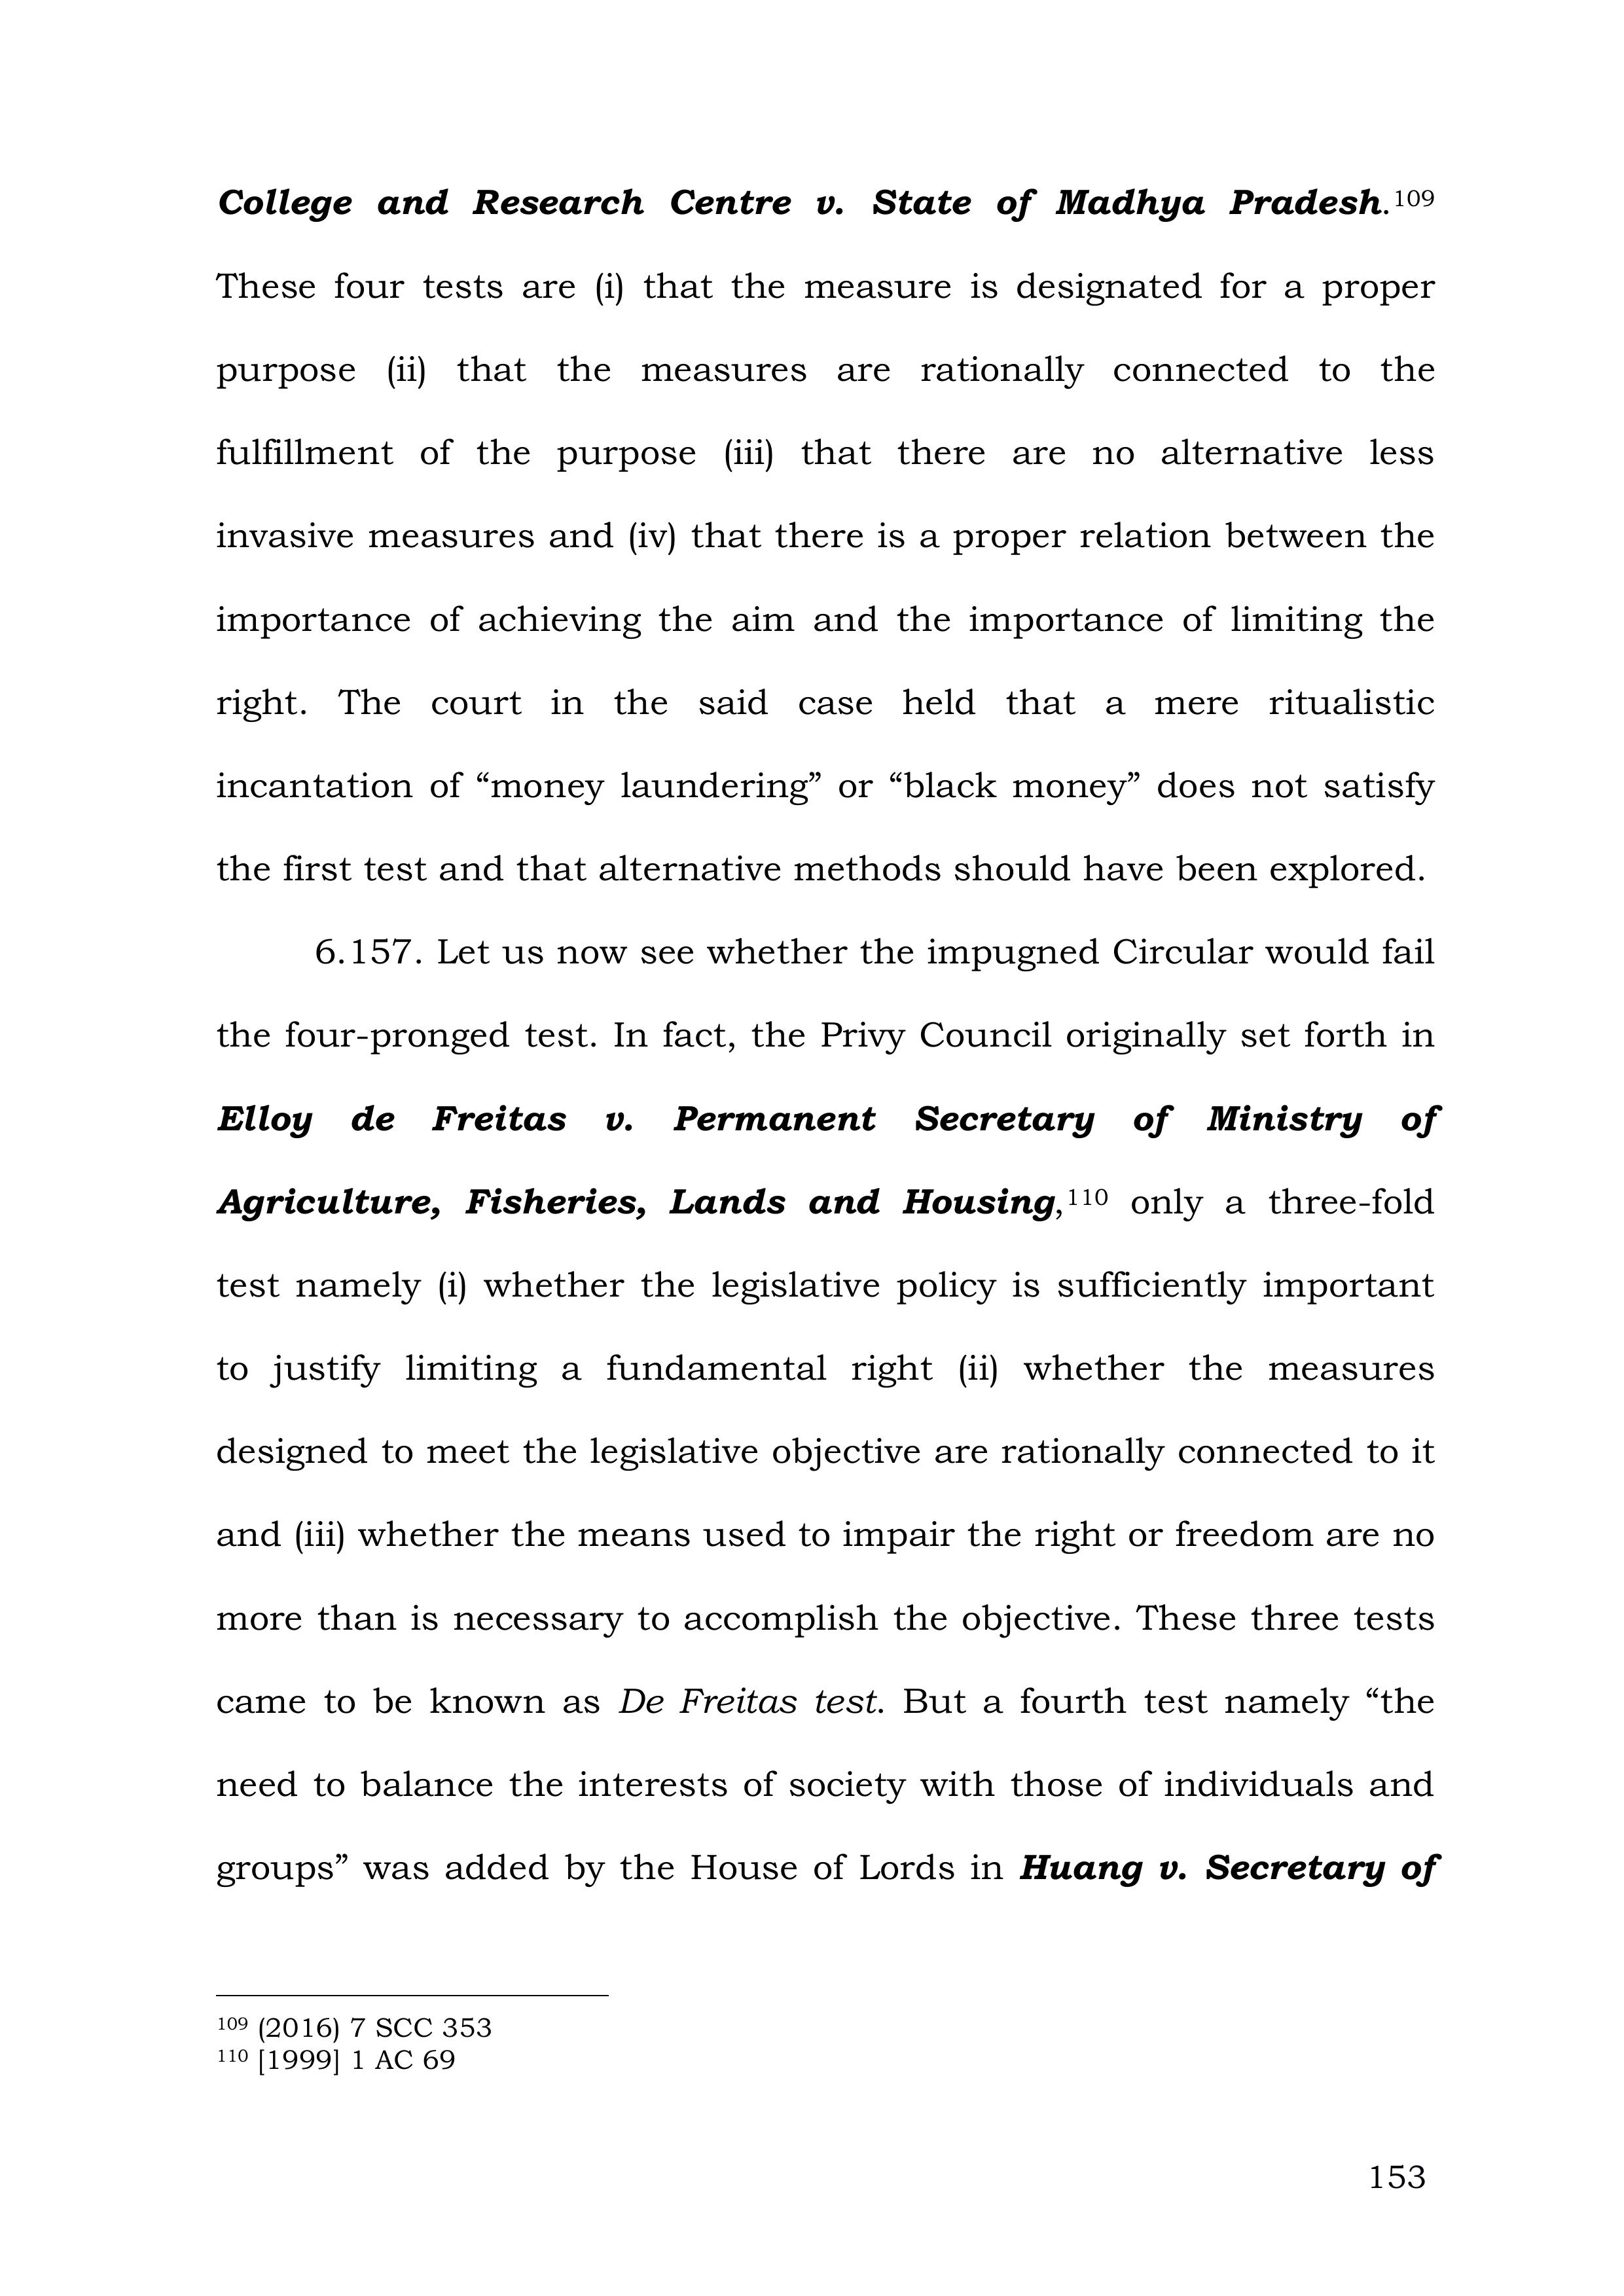 College and Research Centre v. State of Madhya Pradesh.109
These four tests are (i) that the measure is designated for a proper
purpose (ii) that the measures are rationally connected to the
fulfillment of the purpose (iii) that there are no alternative less
invasive measures and (iv) that there is a proper relation between the
importance of achieving the aim and the importance of limiting the
right. The court in the said case held that a mere ritualistic
incantation of “money laundering” or “black money” does not satisfy
the first test and that alternative methods should have been explored.
6.157. Let us now see whether the impugned Circular would fail
the four-pronged test. In fact, the Privy Council originally set forth in
Elloy de Freitas v. Permanent Secretary of Ministry of
Agriculture, Fisheries, Lands and Housing,110 only a three-fold
test namely (i) whether the legislative policy is sufficiently important
to justify limiting a fundamental right (ii) whether the measures
designed to meet the legislative objective are rationally connected to it
and (iii) whether the means used to impair the right or freedom are no
more than is necessary to accomplish the objective. These three tests
came to be known as De Freitas test. But a fourth test namely “the
need to balance the interests of society with those of individuals and
groups” was added by the House of Lords in Huang v. Secretary of
109 (2016) 7 SCC 353
110 [1999] 1 AC 69
153